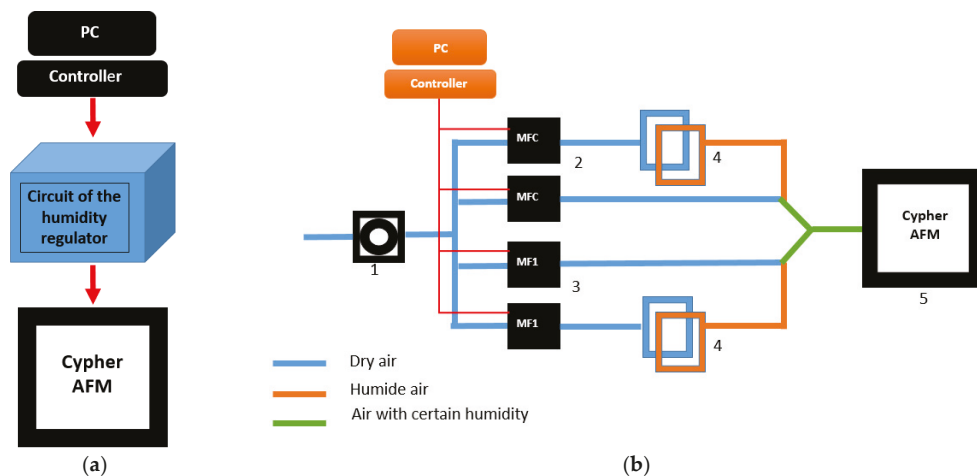 PC
Controller
Circuit of the
humidity
regulator
Cypher
AFM
(a)
PC
Controller
MFC
2
4
MFC
1
MF1
3
MF1
4
Cypher
AFM
5
Dry air
Humide air
Air with certain humidity
(b)